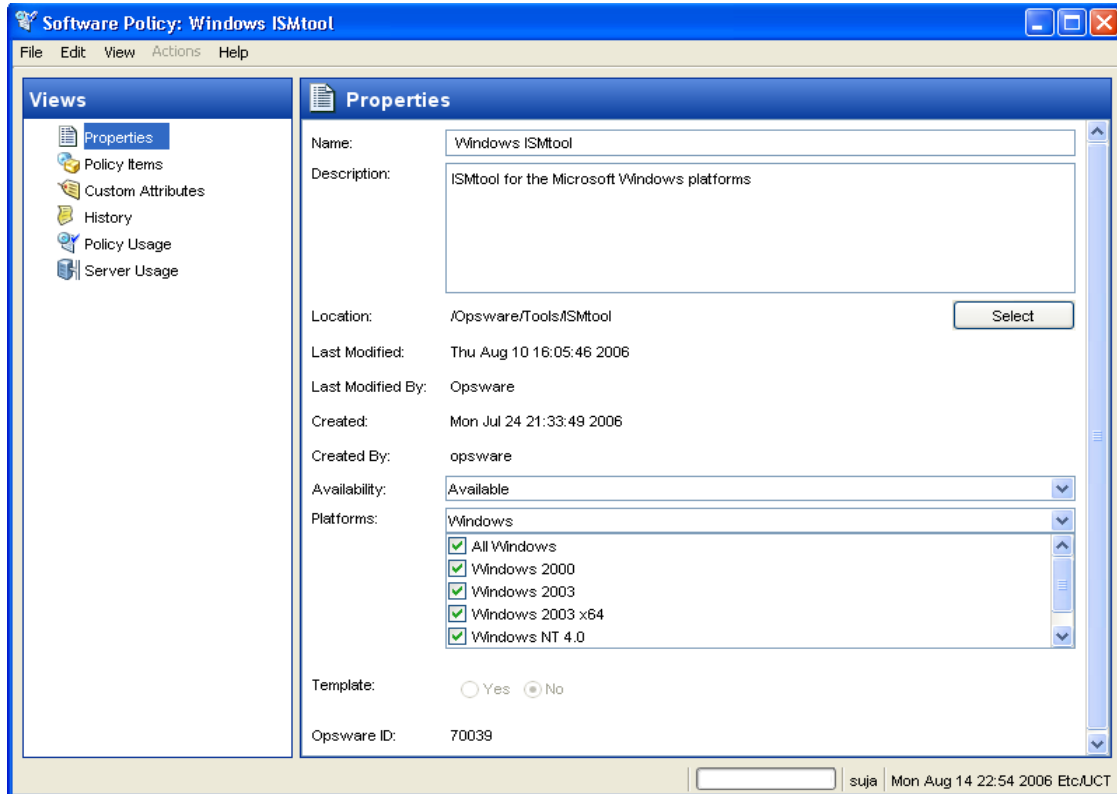 Software Policy: Windows ISMtool
File Edit View Actions Help
Views
Properties
Policy Items
Custom Attributes
History
Policy Usage
Server Usage
Properties
Name: Windows ISMtool
Description: ISMtool for the Microsoft Windows platforms
Location: /Opsware/Tools/ISMtool Select
Last Modified: Thu Aug 10 16:05:46 2006
Last Modified By: Opsware
Created: Mon Jul 24 21:33:49 2006
Created By: opsware
Availability: Available
Platforms: Windows
All Windows
Windows 2000
Windows 2003
Windows 2003 x64
Windows NT 4.0
Template: Yes No
Opsware ID: 70039
suja Mon Aug 14 22:54 2006 Etc/UCT